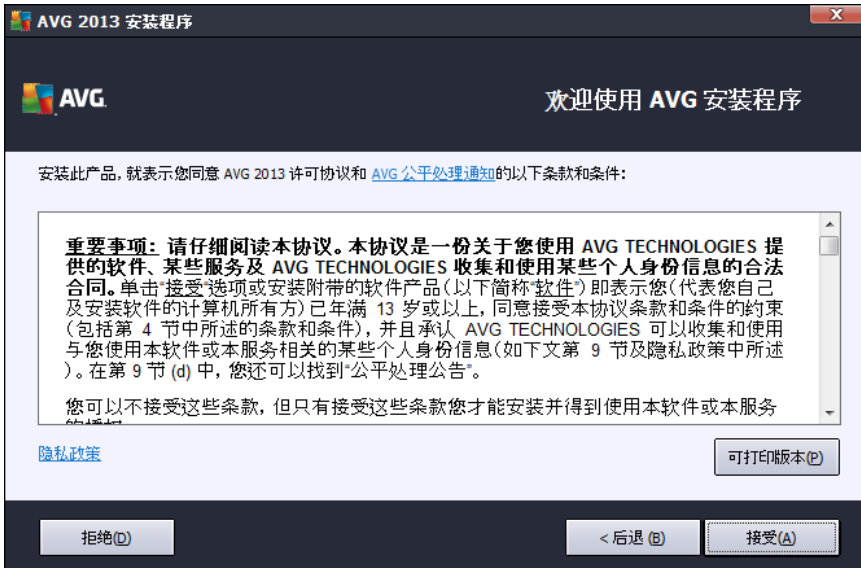 AVG 2013 安装程序
AVG.
欢迎使用 AVG 安装程序
安装此产品，就表示您同意 AVG 2013 许可协议和 AVG 公平处理通知的以下条款和条件：
重要事项：请仔细阅读本协议。本协议是一份关于您使用 AVG TECHNOLOGIES 提
供的软件、某些服务及 AVG TECHNOLOGIES 收集和使用某些个人身份信息的合法
合同。单击“接受”选项或安装附带的软件产品（以下简称“软件”）即表示您（代表您自己
及安装软件的计算机所有方）已年满 13 岁或以上，同意接受本协议条款和条件的约束
（包括第 4 节中所述的条款和条件），并且承认 AVG TECHNOLOGIES 可以收集和使用
与您使用本软件或本服务相关的某些个人身份信息（如下文第 9 节及隐私政策中所述
）。在第 9 节 (d) 中，您还可以找到“公平处理公告”。
您可以不接受这些条款，但只有接受这些条款您才能安装并得到使用本软件或本服务
隐私政策
可打印版本(P)
拒绝(D)
< 后退 (B)
接受(A)